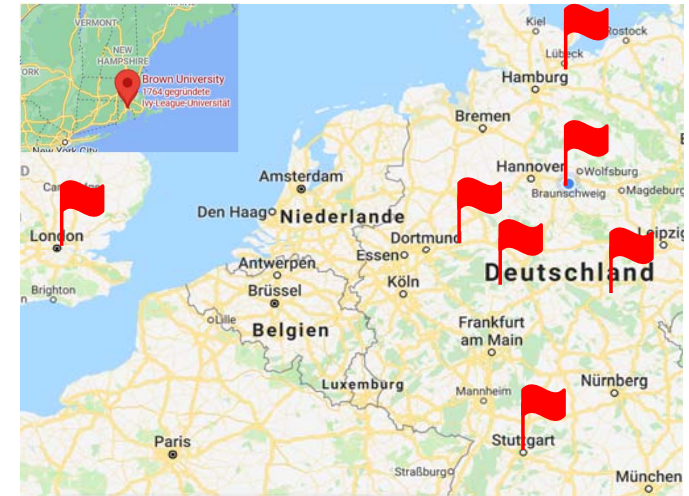 VERMONT
NEW
HAMPSHIRE
Brown University
1764 gegründete
Ivy-League-Universität
New York City
Kiel
Rostock
Lübeck
Hamburg
Bremen
Hannover
Wolfsburg
Braunschweig
Magdeburg
Amsterdam
Den Haag
Niederlande
London
Dortmund
Leipzig
Essen
Antwerpen
Deutschland
Brighton
Brüssel
Köln
Lille
Belgien
Frankfurt
am Main
Luxemburg
Nürnberg
Mannheim
Paris
Stuttgart
Straßburg
München